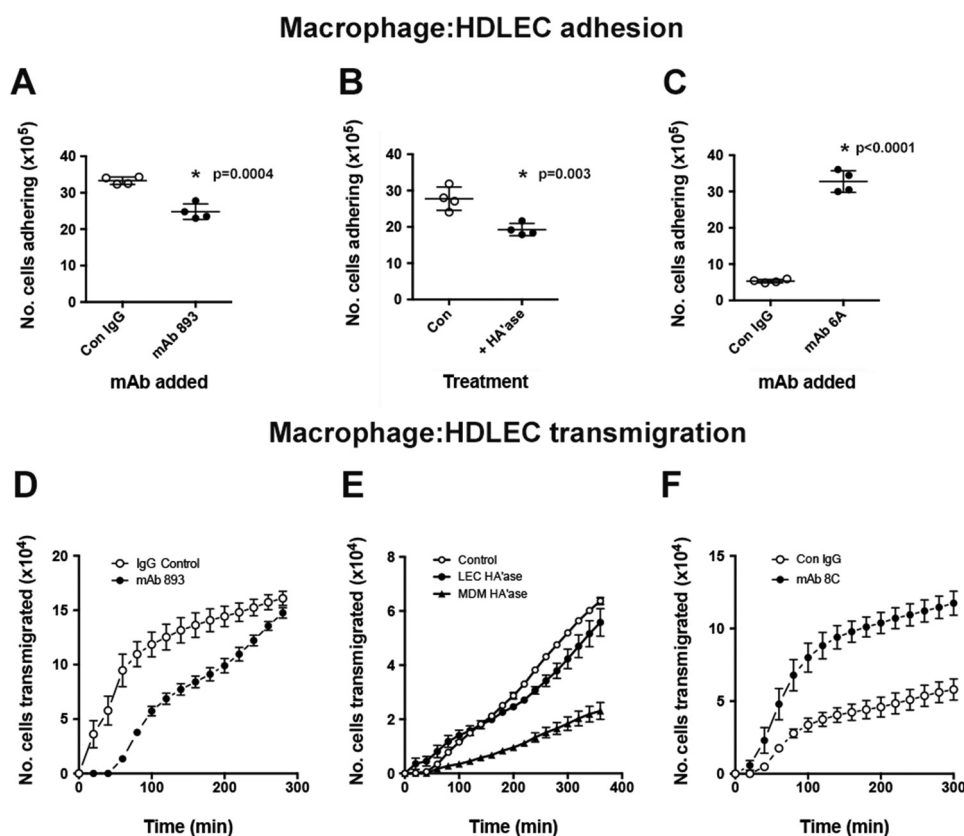 Macrophage:HDLEC adhesion
A
No. cells adhering (x10⁵)
40
30
20
10
0
* p=0.0004
Con IgG
mAb 893
mAb added
B
No. cells adhering (x10⁵)
40
30
20
10
0
* p=0.003
Con
+ HA'ase
Treatment
C
No. cells adhering (x10⁵)
40
30
20
10
0
* p<0.0001
Con IgG
mAb 6A
mAb added
Macrophage:HDLEC transmigration
D
No. cells transmigrated (x10⁴)
20
15
10
5
0
IgG Control
mAb 893
0 100 200 300
Time (min)
E
No. cells transmigrated (x10⁴)
8
6
4
2
0
Control
LEC HA'ase
MDM HA'ase
0 100 200 300 400
Time (min)
F
No. cells transmigrated (x10⁴)
15
10
5
0
Con IgG
mAb 8C
0 100 200 300
Time (min)